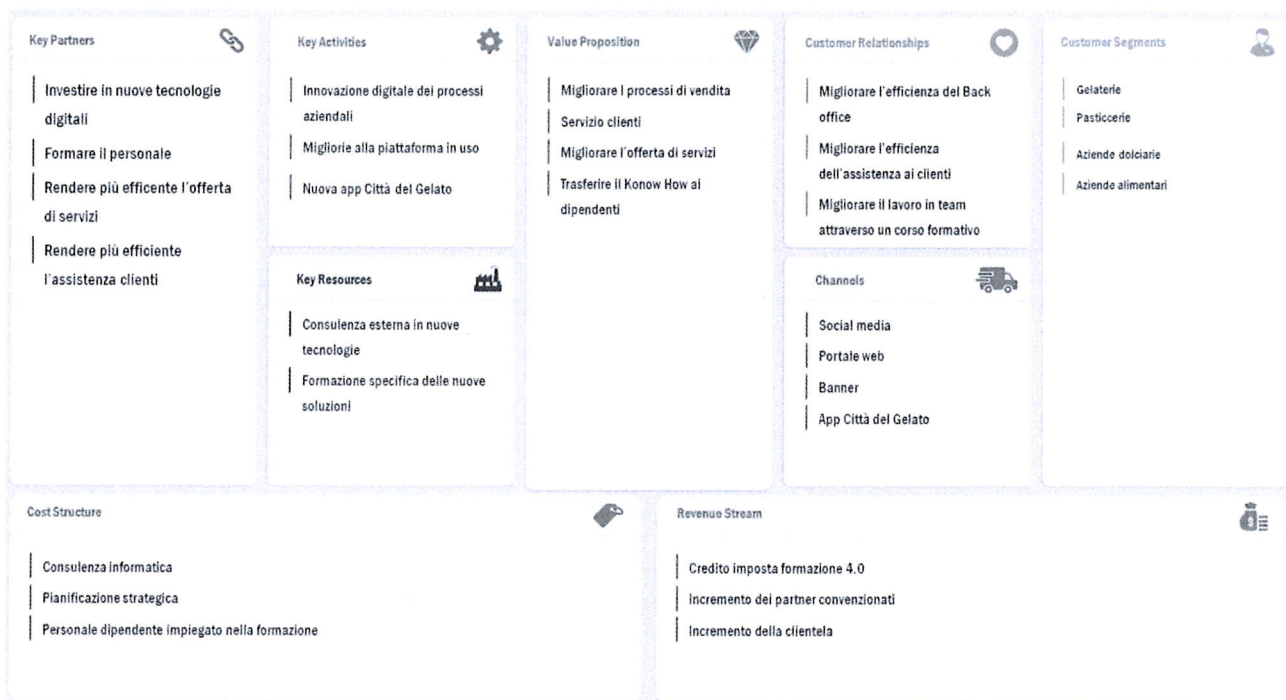 Key Partners
Investire in nuove tecnologie
digitali
Formare il personale
Rendere più efficente l'offerta
di servizi
Rendere più efficiente
l'assistenza clienti
Key Activities
Innovazione digitale dei processi
aziendali
Migliorie alla piattaforma in uso
Nuova app Città del Gelato
Key Resources
Consulenza esterna in nuove
tecnologie
Formazione specifica delle nuove
soluzioni
Value Proposition
Migliorare i processi di vendita
Servizio clienti
Migliorare l'offerta di servizi
Trasferire il Konow How ai
dipendenti
Customer Relationships
Migliorare l'efficienza del Back
office
Migliorare l'efficienza
dell'assistenza ai clienti
Migliorare il lavoro in team
attraverso un corso formativo
Channels
Social media
Portale web
Banner
App Città del Gelato
Customer Segments
Gelaterie
Pasticcerie
Aziende dolciarie
Aziende alimentari
Cost Structure
Consulenza informatica
Pianificazione strategica
Personale dipendente impiegato nella formazione
Revenue Stream
Credito imposta formazione 4.0
Incremento dei partner convenzionati
Incremento della clientela